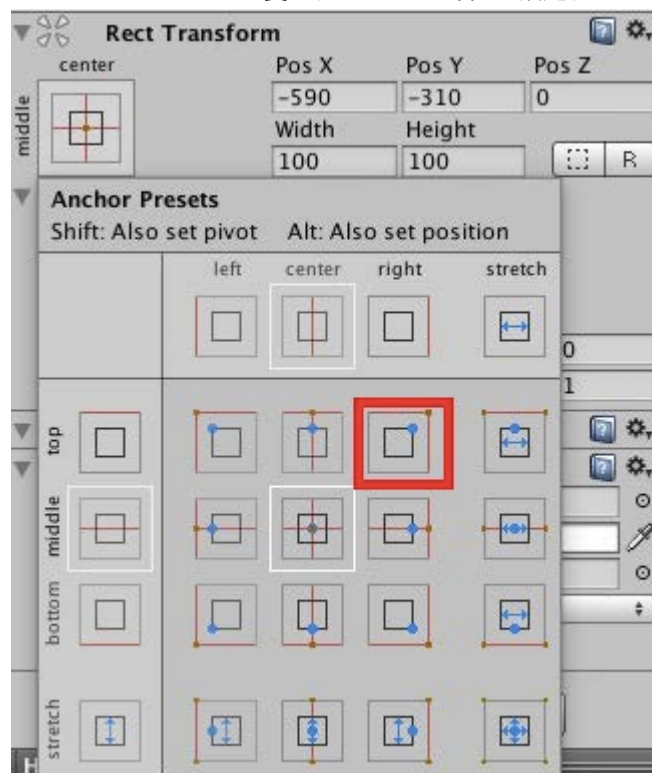 Rect Transform
center
Pos X Pos Y Pos Z
-590 -310 0
middle
Width Height
100 100
R
Anchor Presets
Shift: Also set pivot Alt: Also set position
left center right stretch
0
1
top
middle
bottom
stretch
H